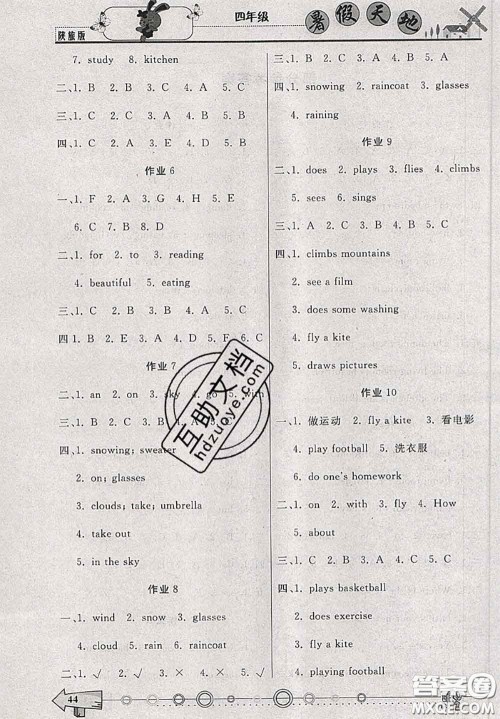 陕旅版
四年级
暑假天地
7. study 8. kitchen
二、1. B 2. B 3. A 4. B 5. B
三、1. B 2. B 3. C 4. A 5. C
四、1. C 2. A 3. E 4. D 5. B
作业 6
一、1. F 2. A 3. G 4. H 5. E
6. C 7. B 8. D
二、1. for 2. to 3. reading
4. beautiful 5. eating
三、1. C 2. B 3. A 4. A 5. C
四 1. B 2. D 3. E 4. C 5. A
作业 7
一、1. an 2. on 3. sky 4. go 5. with
三、1. B 2. C 3. C
四、1. snowing; sweater
2. on; glasses
3. clouds; take; umbrella
4. take out
5. in the sky
作业 8
一、1. wind 2. snow 3. glasses
4. cloud 5. rain 6. raincoat
二、1. √ 2. √ 3. × 4. × 5. √
三、1. A 2. C 3. A 4. B 5. C
四、1. snowing 2. raincoat 3. glasses
4. raining
作业 9
二、1. does 2. plays 3. flies 4. climbs
5. sees 6. sings
三、1. C 2. A 3. B 4. B 5. A
四、1. climbs mountains
2. see a film
3. does some washing
4. fly a kite
5. draws pictures
作业 10
一、1. 做运动 2. fly a kite 3. 看电影
4. play football 5. 洗衣服
6. do one's homework
二、1. on 2. with 3. fly 4. How
5. about
三、1. C 2. B 3. A 4. B 5. C
四、1. plays basketball
2. does exercise
3. played football
4. fly a kite
44
互助文档
hdzuoye.com
答案圈
MXQE.COM